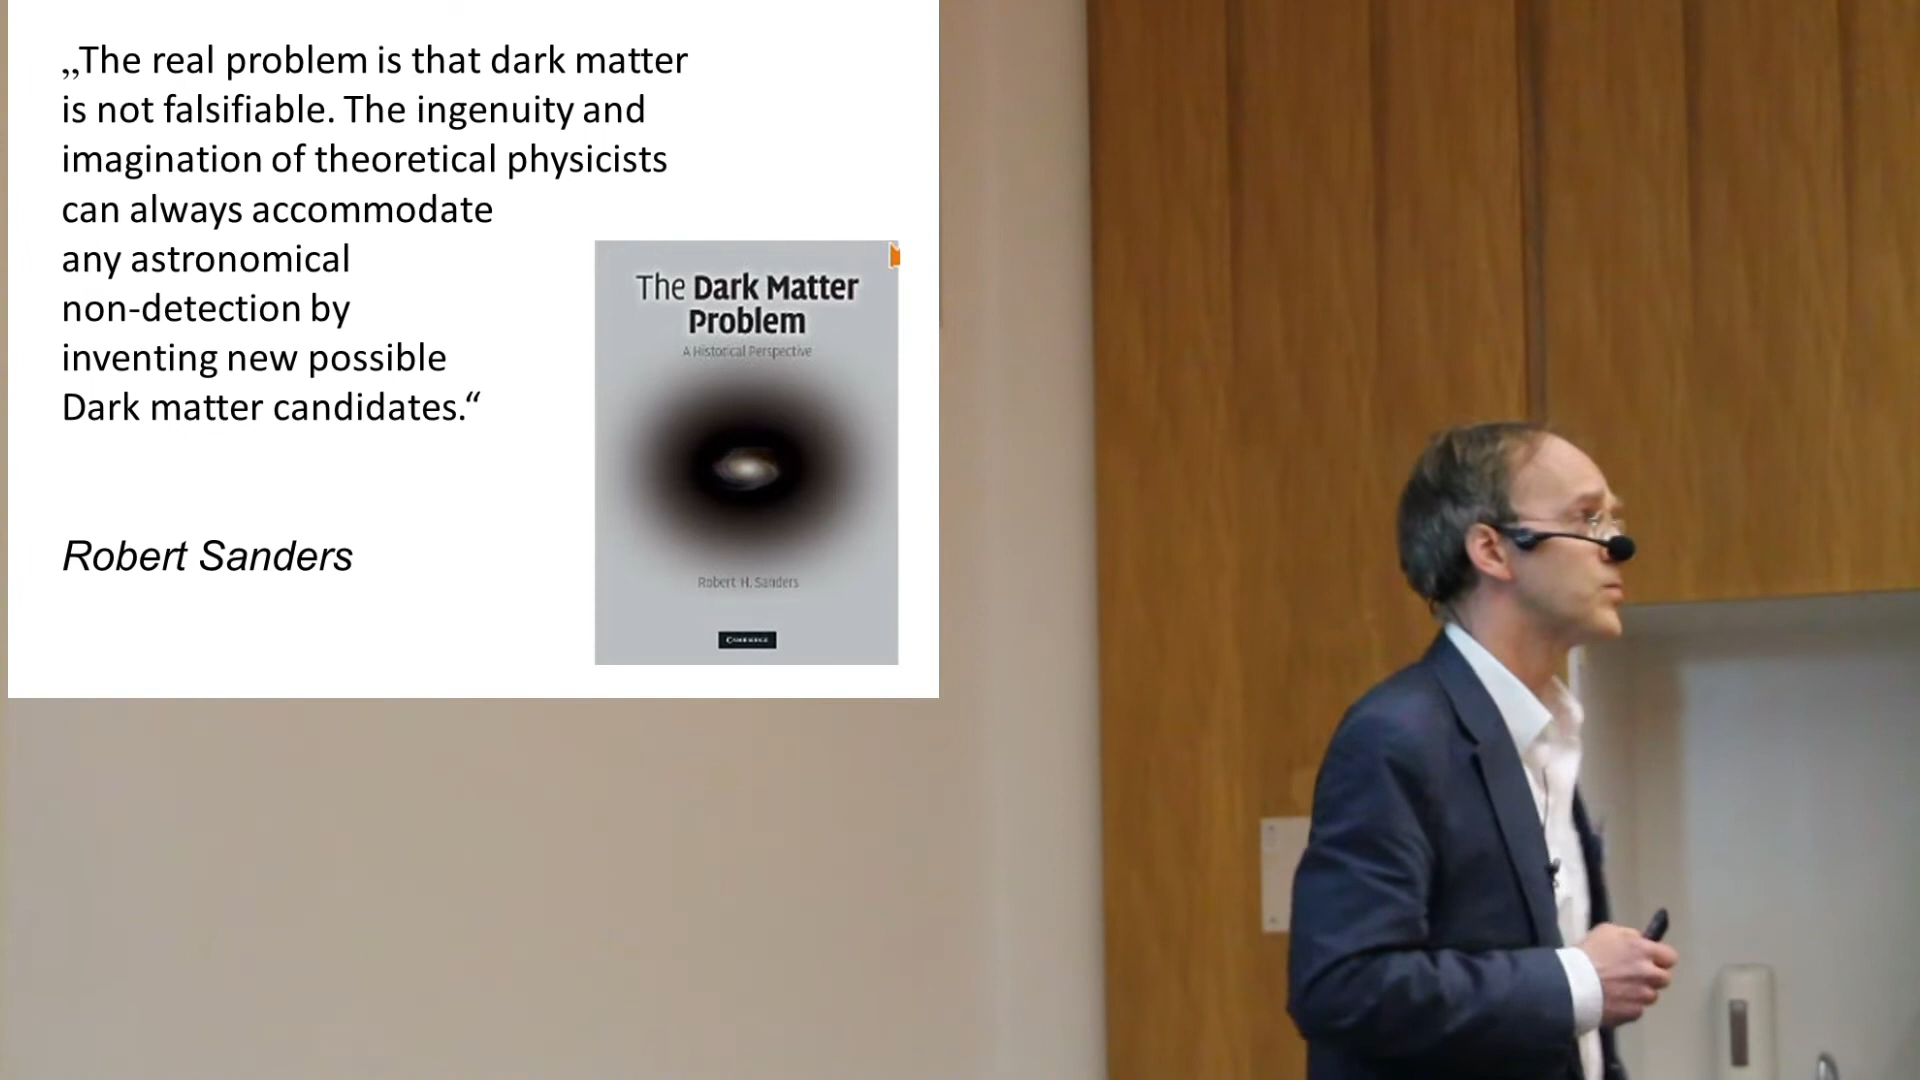 „The real problem is that dark matter
is not falsifiable. The ingenuity and
imagination of theoretical physicists
can always accommodate
any astronomical
non-detection by
inventing new possible
Dark matter candidates.“
Robert Sanders
The Dark Matter
Problem
A Historical Perspective
Robert H. Sanders
CAMBRIDGE